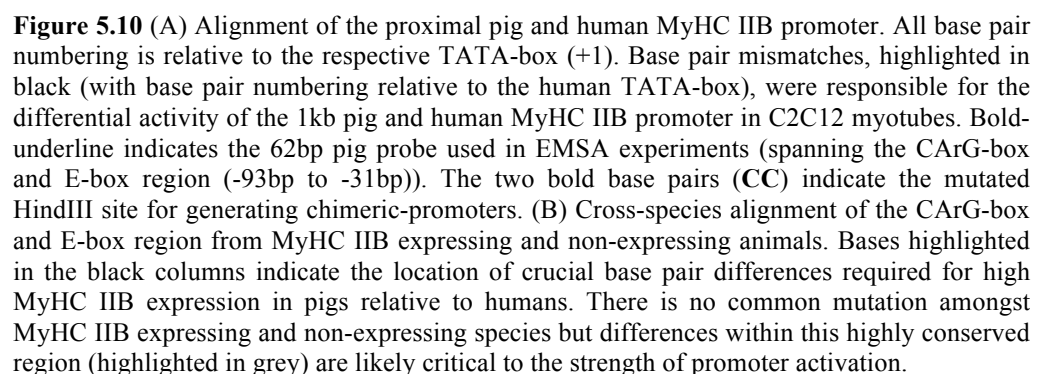 Figure 5.10 (A) Alignment of the proximal pig and human MyHC IIB promoter. All base pair
numbering is relative to the respective TATA-box (+1). Base pair mismatches, highlighted in
black (with base pair numbering relative to the human TATA-box), were responsible for the
differential activity of the 1kb pig and human MyHC IIB promoter in C2C12 myotubes. Bold-
underline indicates the 62bp pig probe used in EMSA experiments (spanning the CArG-box
and E-box region (-93bp to -31bp)). The two bold base pairs (CC) indicate the mutated
HindIII site for generating chimeric-promoters. (B) Cross-species alignment of the CArG-box
and E-box region from MyHC IIB expressing and non-expressing animals. Bases highlighted
in the black columns indicate the location of crucial base pair differences required for high
MyHC IIB expression in pigs relative to humans. There is no common mutation amongst
MyHC IIB expressing and non-expressing species but differences within this highly conserved
region (highlighted in grey) are likely critical to the strength of promoter activation.